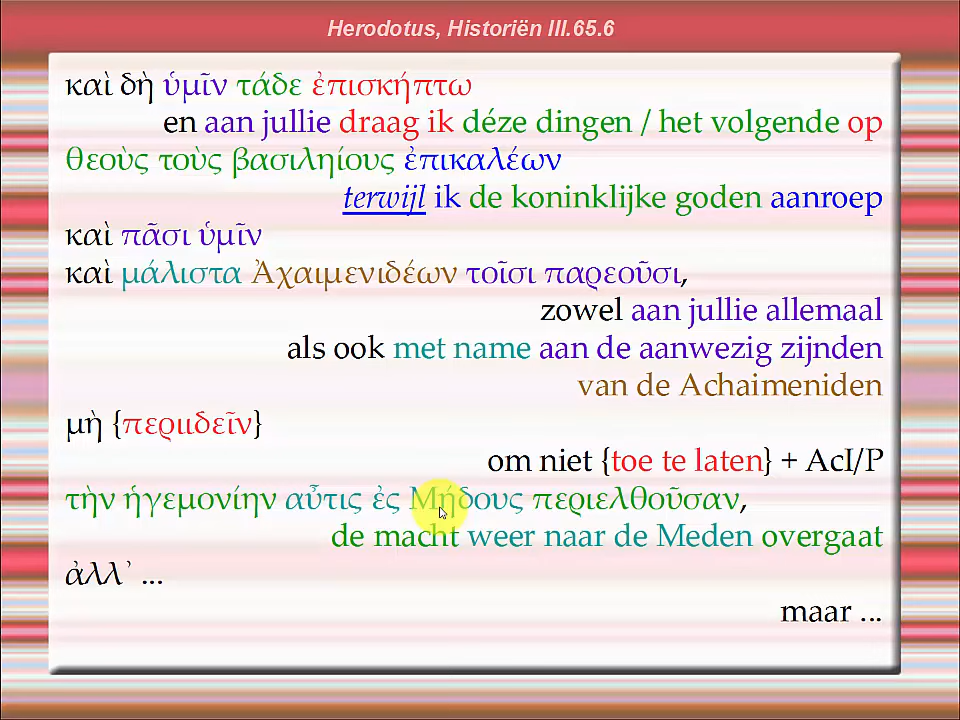 Herodotus, Historiën III.65.6
καὶ δὴ ὑμῖν τάδε ἐπισκήπτω
en aan jullie draag ik déze dingen / het volgende op
θεοὺς τοὺς βασιληίους ἐπικαλέων
terwijl ik de koninklijke goden aanroep
καὶ πᾶσι ὑμῖν
καὶ μάλιστα Ἀχαιμενιδέων τοῖσι παρεοῦσι,
zowel aan jullie allemaal
als ook met name aan de aanwezig zijnden
van de Achaimeniden
μὴ {περιιδεῖν}
om niet {toe te laten} + AcI/P
τὴν ἡγεμονίην αὖτις ἐς Μήδους περιελθοῦσαν,
de macht weer naar de Meden overgaat
ἀλλ᾽ ...
maar ...